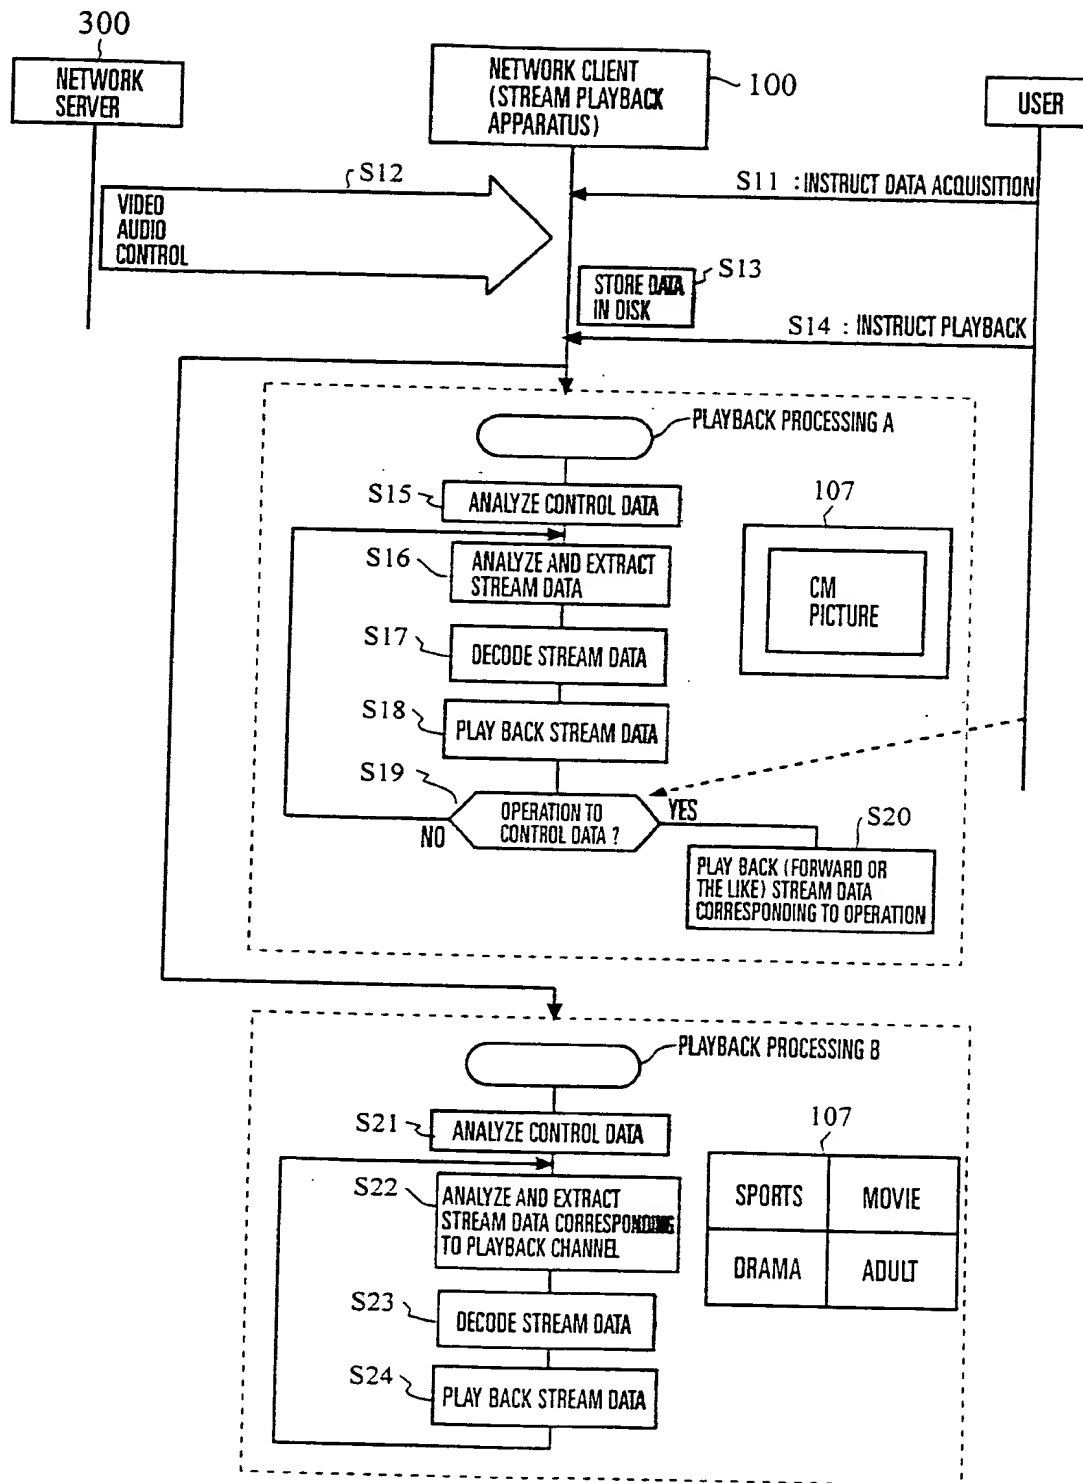 300
NETWORK
SERVER
NETWORK CLIENT
(STREAM PLAYBACK
APPARATUS)
100
USER
S12
VIDEO
AUDIO
CONTROL
S11 : INSTRUCT DATA ACQUISITION
S13
STORE DATA
IN DISK
S14 : INSTRUCT PLAYBACK
PLAYBACK PROCESSING A
S15
ANALYZE CONTROL DATA
S16
ANALYZE AND EXTRACT
STREAM DATA
107
CM
PICTURE
S17
DECODE STREAM DATA
S18
PLAY BACK STREAM DATA
S19
OPERATION TO
CONTROL DATA ?
NO
YES
S20
PLAY BACK (FORWARD OR
THE LIKE) STREAM DATA
CORRESPONDING TO OPERATION
PLAYBACK PROCESSING B
S21
ANALYZE CONTROL DATA
S22
ANALYZE AND EXTRACT
STREAM DATA CORRESPONDING
TO PLAYBACK CHANNEL
107
SPORTS
MOVIE
DRAMA
ADULT
S23
DECODE STREAM DATA
S24
PLAY BACK STREAM DATA